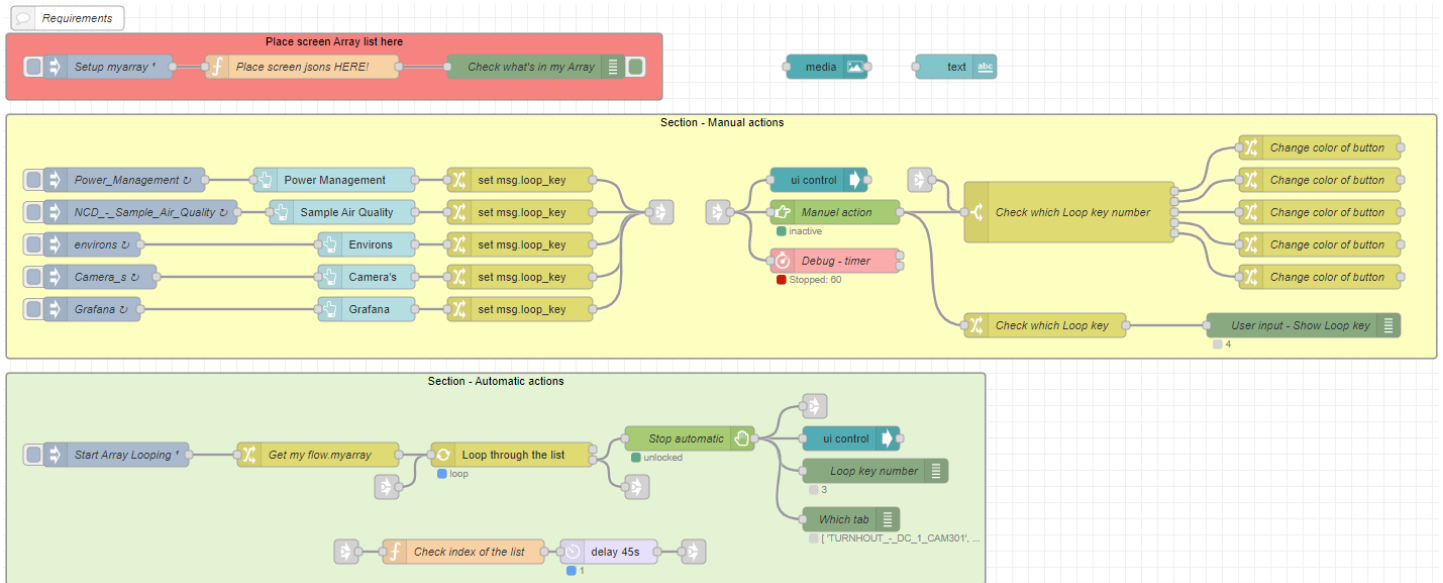 Requirements
Place screen Array list here
Setup myarray *
Place screen jsons HERE!
Check what's in my Array
media
text
abc
Section - Manual actions
Power_Management ↻
Power Management
set msg.loop_key
NCD_-_Sample_Air_Quality ↻
Sample Air Quality
set msg.loop_key
environs ↻
Environs
set msg.loop_key
Camera_s ↻
Camera's
set msg.loop_key
Grafana ↻
Grafana
set msg.loop_key
ui control
Manuel action
inactive
Debug - timer
Stopped: 60
Check which Loop key number
Change color of button
Change color of button
Change color of button
Change color of button
Change color of button
Check which Loop key
User input - Show Loop key
4
Section - Automatic actions
Start Array Looping *
Get my flow.myarray
Loop through the list
loop
Stop automatic
unlocked
ui control
Loop key number
3
Which tab
[ 'TURNHOUT_-_DC_1_CAM301', ...
Check index of the list
delay 45s
1